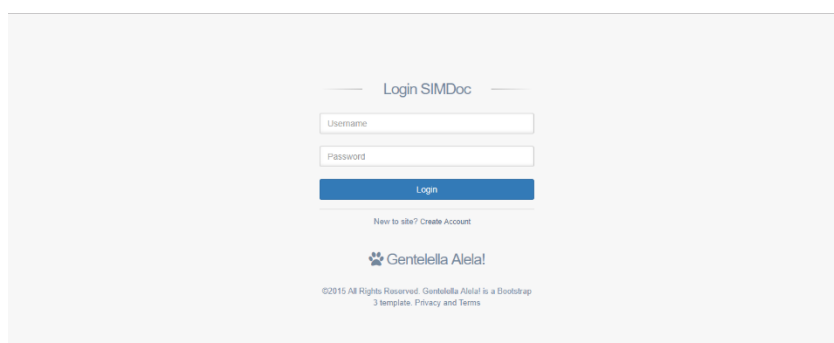 Login SIMDoc
Username
Password
Login
New to site? Create Account
Gentelella Alela!
©2015 All Rights Reserved. Gentelella Alela! is a Bootstrap
3 template. Privacy and Terms